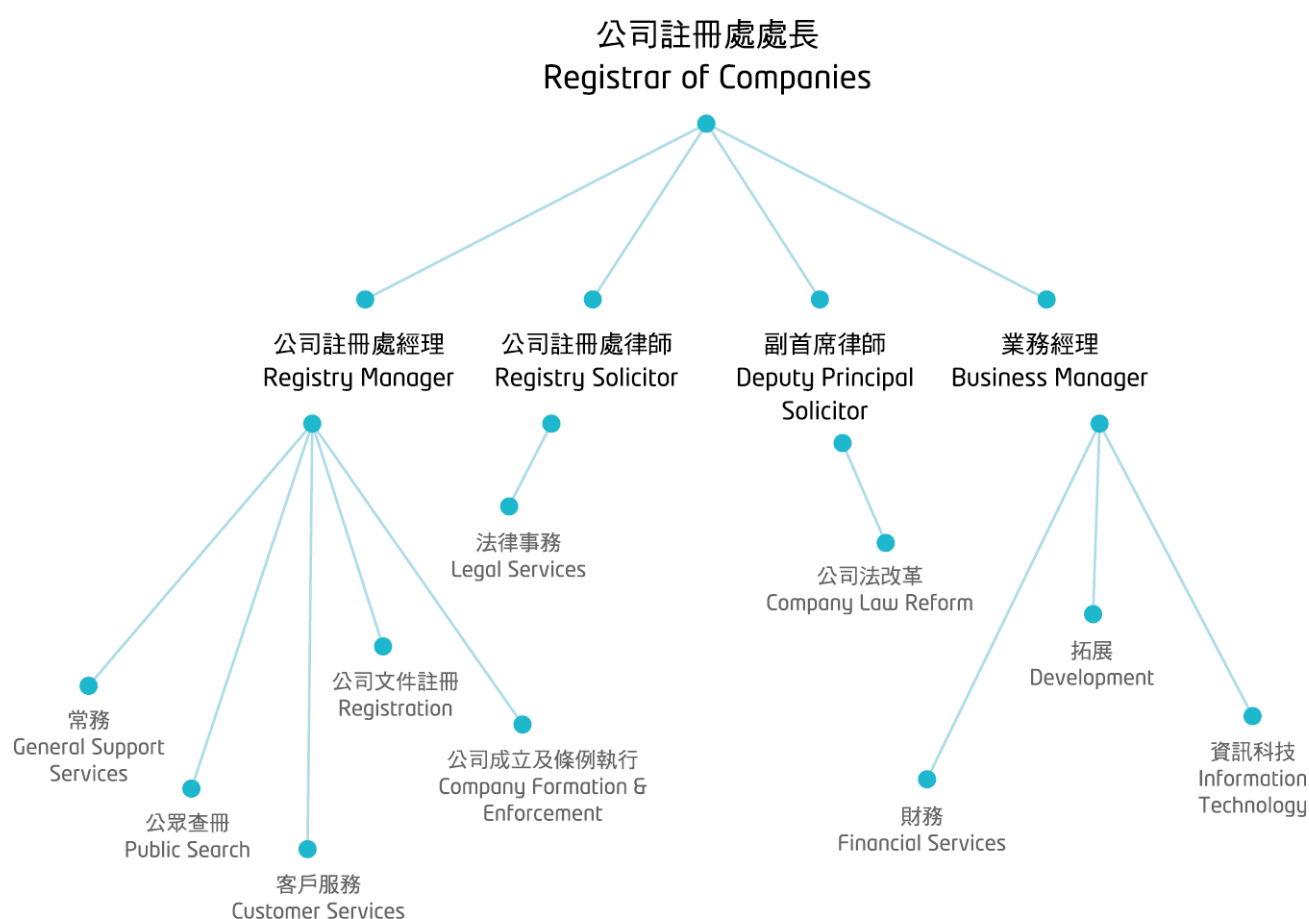 公司註冊處處長
Registrar of Companies
公司註冊處經理
Registry Manager
公司註冊處律師
Registry Solicitor
副首席律師
Deputy Principal
Solicitor
業務經理
Business Manager
常務
General Support
Services
公眾查冊
Public Search
客戶服務
Customer Services
公司文件註冊
Registration
公司成立及條例執行
Company Formation &
Enforcement
法律事務
Legal Services
公司法改革
Company Law Reform
財務
Financial Services
拓展
Development
資訊科技
Information
Technology